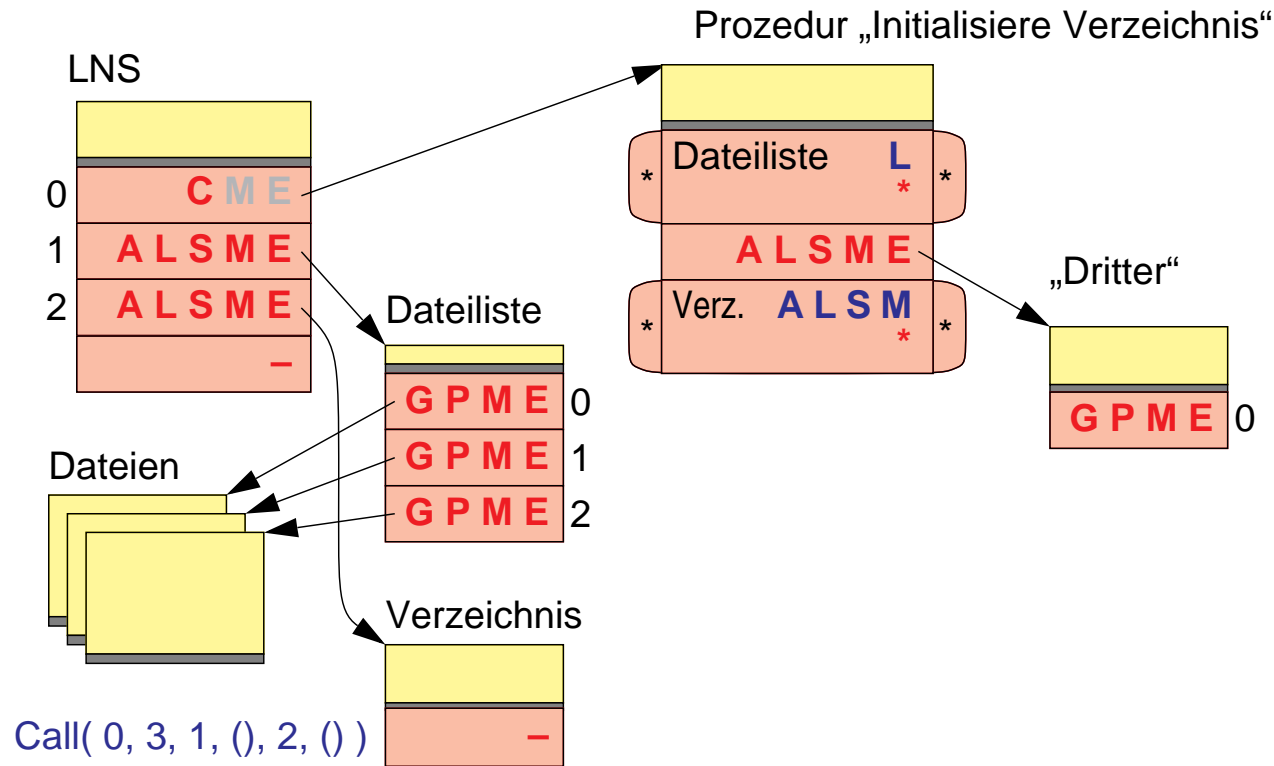 Prozedur „Initialisiere Verzeichnis“
LNS
0 C M E
1 A L S M E
2 A L S M E
–
* Dateiliste L *
*
A L S M E
* Verz. A L S M *
*
„Dritter“
G P M E 0
Dateiliste
G P M E 0
G P M E 1
G P M E 2
Dateien
Verzeichnis
–
Call( 0, 3, 1, (), 2, () )